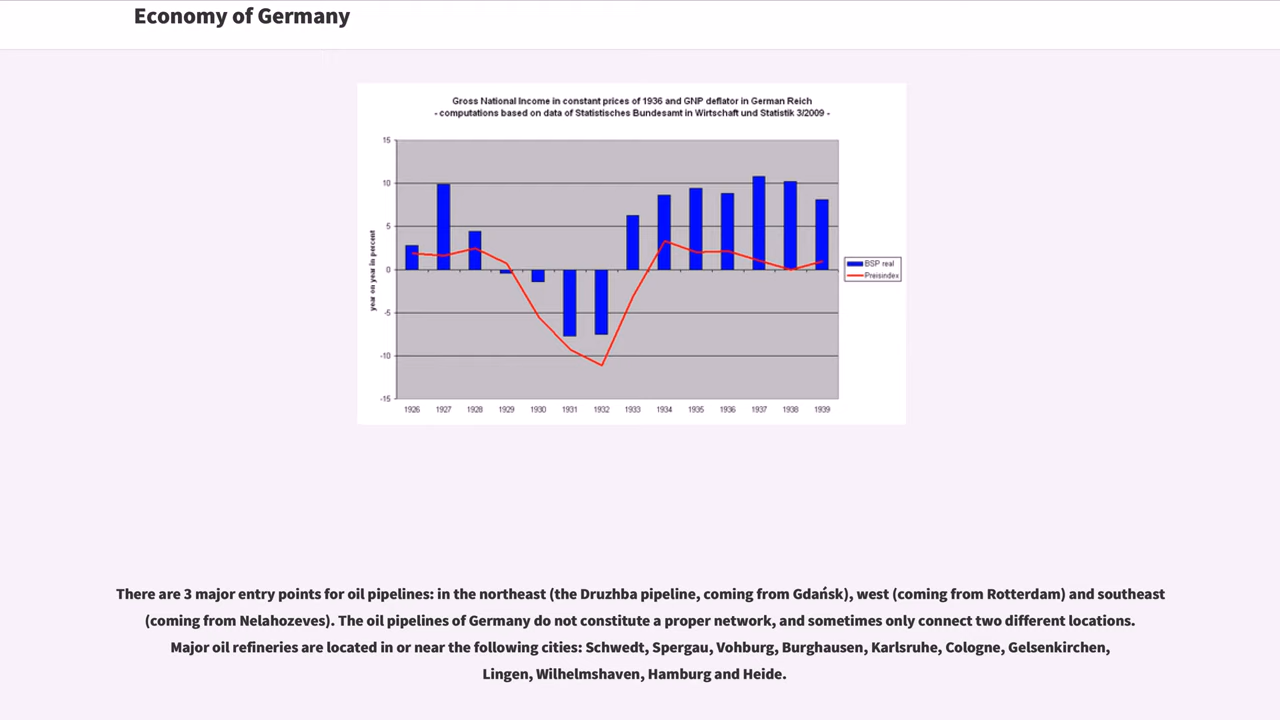 Economy of Germany
Gross National Income in constant prices of 1936 and GNP deflator in German Reich
- computations based on data of Statistisches Bundesamt in Wirtschaft und Statistik 3/2009 -
year on year in percent
15
10
5
0
-5
-10
-15
1926 1927 1928 1929 1930 1931 1932 1933 1934 1935 1936 1937 1938 1939
BSP real
Preisindex
There are 3 major entry points for oil pipelines: in the northeast (the Druzhba pipeline, coming from Gdańsk), west (coming from Rotterdam) and southeast
(coming from Nelahozeves). The oil pipelines of Germany do not constitute a proper network, and sometimes only connect two different locations.
Major oil refineries are located in or near the following cities: Schwedt, Spergau, Vohburg, Burghausen, Karlsruhe, Cologne, Gelsenkirchen,
Lingen, Wilhelmshaven, Hamburg and Heide.